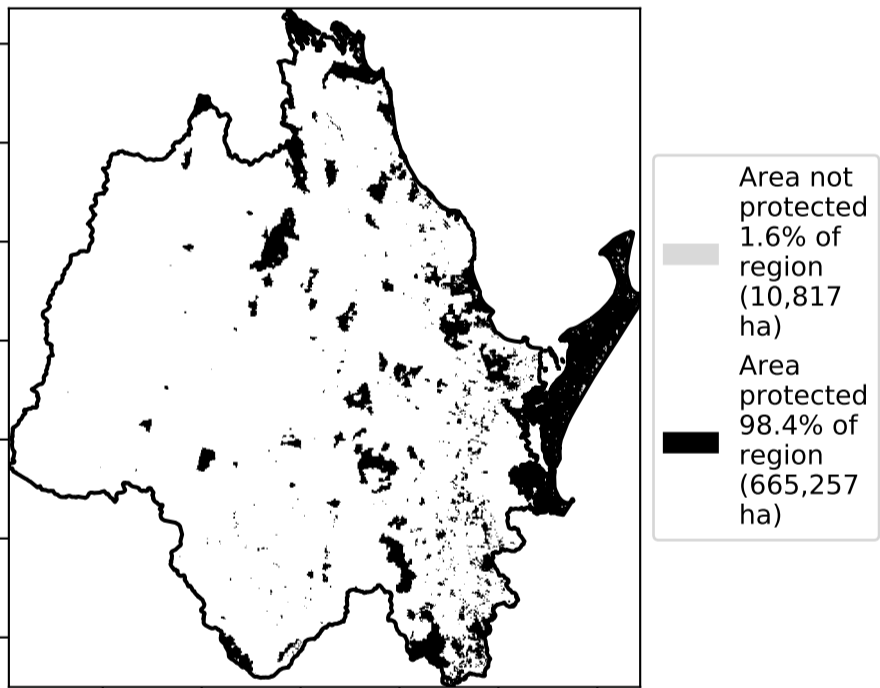 Area not
protected
1.6% of
region
(10,817
ha)
Area
protected
98.4% of
region
(665,257
ha)